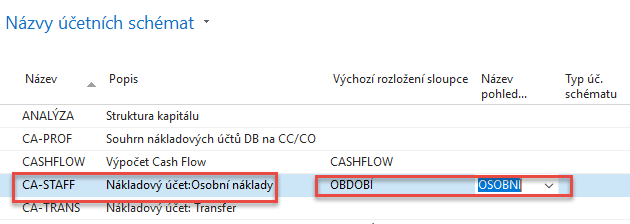 Názvy účetních schémat
Název Popis Výchozí rozložení sloupce Název pohled... Typ úč. schématu
ANALÝZA Struktura kapitálu
CA-PROF Souhrn nákladových účtů DB na CC/CO
CASHFLOW Výpočet Cash Flow CASHFLOW
CA-STAFF Nákladový účet:Osobní náklady OBDOBÍ OSOBNÍ
CA-TRANS Nákladový účet: Transfer